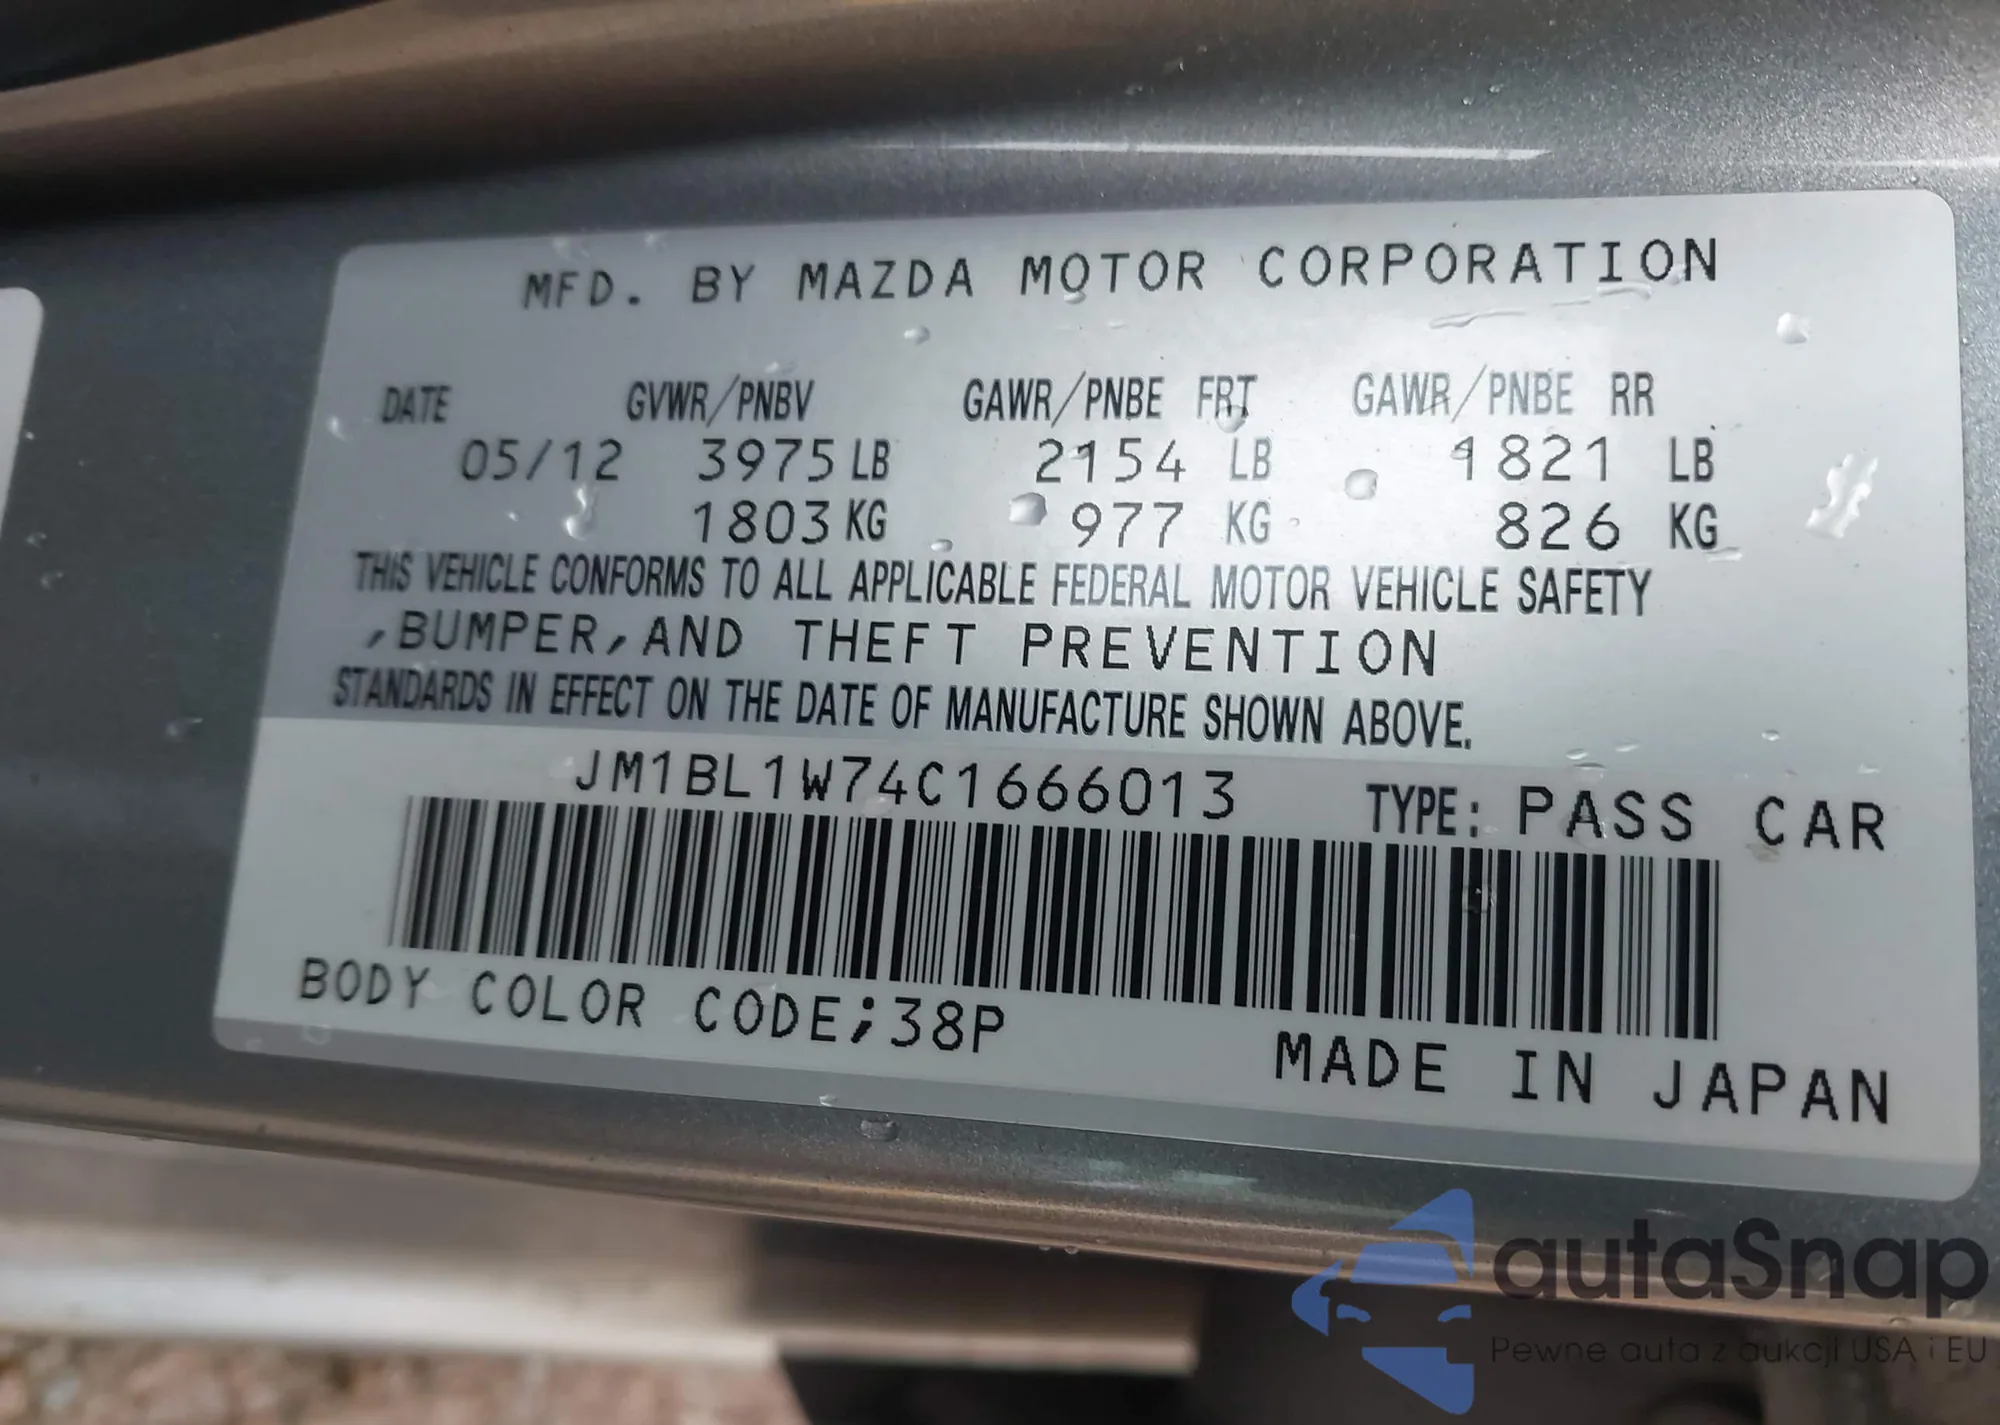 MFD. BY MAZDA MOTOR CORPORATION
DATE GVWR/PNBV GAWR/PNBE FRT GAWR/PNBE RR
05/12 3975 LB 2154 LB 1821 LB
1803 KG 977 KG 826 KG
THIS VEHICLE CONFORMS TO ALL APPLICABLE FEDERAL MOTOR VEHICLE SAFETY
,BUMPER,AND THEFT PREVENTION
STANDARDS IN EFFECT ON THE DATE OF MANUFACTURE SHOWN ABOVE.
JM1BL1W74C1666013 TYPE: PASS CAR
BODY COLOR CODE;38P
MADE IN JAPAN
autaSnap
Pewne auta z aukcji USA i EU